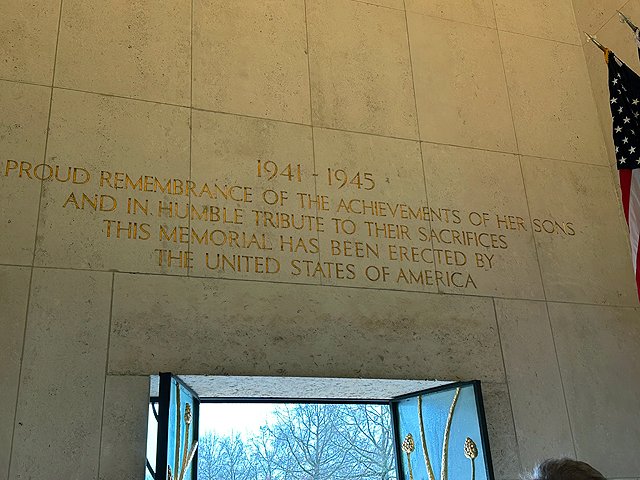 1941 - 1945
PROUD REMEMBRANCE OF THE ACHIEVEMENTS OF HER SONS
AND IN HUMBLE TRIBUTE TO THEIR SACRIFICES
THIS MEMORIAL HAS BEEN ERECTED BY
THE UNITED STATES OF AMERICA